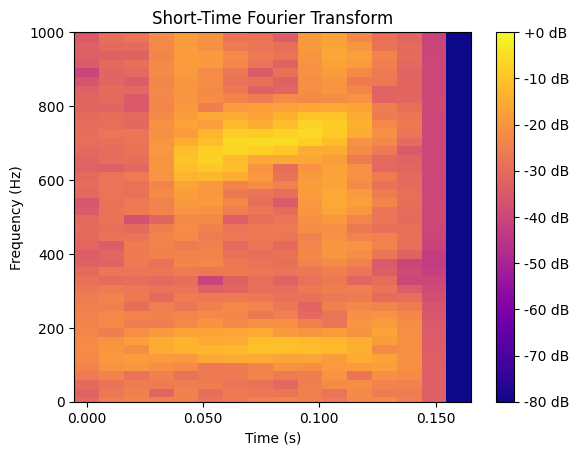 Short-Time Fourier Transform
Frequency (Hz)
1000
800
600
400
200
0
0.000 0.050 0.100 0.150
Time (s)
+0 dB
-10 dB
-20 dB
-30 dB
-40 dB
-50 dB
-60 dB
-70 dB
-80 dB